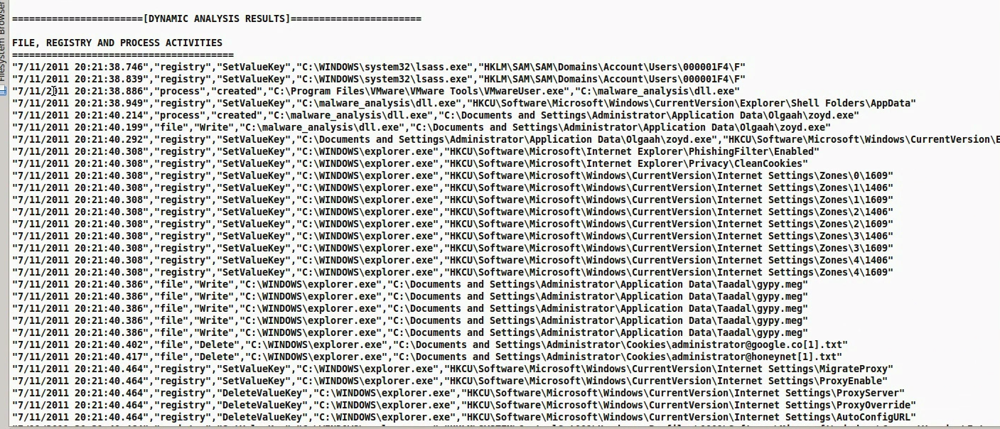 Filesystem Browser
======================[DYNAMIC ANALYSIS RESULTS]======================
FILE, REGISTRY AND PROCESS ACTIVITIES
=======================================
"7/11/2011 20:21:38.746","registry","SetValueKey","C:\WINDOWS\system32\lsass.exe","HKLM\SAM\SAM\Domains\Account\Users\000001F4\F"
"7/11/2011 20:21:38.839","registry","SetValueKey","C:\WINDOWS\system32\lsass.exe","HKLM\SAM\SAM\Domains\Account\Users\000001F4\F"
"7/11/2011 20:21:38.886","process","created","C:\Program Files\VMware\VMware Tools\VMwareUser.exe","C:\malware_analysis\dll.exe"
"7/11/2011 20:21:38.949","registry","SetValueKey","C:\malware_analysis\dll.exe","HKCU\Software\Microsoft\Windows\CurrentVersion\Explorer\Shell Folders\AppData"
"7/11/2011 20:21:40.214","process","created","C:\malware_analysis\dll.exe","C:\Documents and Settings\Administrator\Application Data\Olgaah\zoyd.exe"
"7/11/2011 20:21:40.199","file","Write","C:\malware_analysis\dll.exe","C:\Documents and Settings\Administrator\Application Data\Olgaah\zoyd.exe"
"7/11/2011 20:21:40.292","registry","SetValueKey","C:\Documents and Settings\Administrator\Application Data\Olgaah\zoyd.exe","HKCU\Software\Microsoft\Windows\CurrentVersion\E
"7/11/2011 20:21:40.308","registry","SetValueKey","C:\WINDOWS\explorer.exe","HKCU\Software\Microsoft\Internet Explorer\PhishingFilter\Enabled"
"7/11/2011 20:21:40.308","registry","SetValueKey","C:\WINDOWS\explorer.exe","HKCU\Software\Microsoft\Internet Explorer\Privacy\CleanCookies"
"7/11/2011 20:21:40.308","registry","SetValueKey","C:\WINDOWS\explorer.exe","HKCU\Software\Microsoft\Windows\CurrentVersion\Internet Settings\Zones\0\1609"
"7/11/2011 20:21:40.308","registry","SetValueKey","C:\WINDOWS\explorer.exe","HKCU\Software\Microsoft\Windows\CurrentVersion\Internet Settings\Zones\1\1406"
"7/11/2011 20:21:40.308","registry","SetValueKey","C:\WINDOWS\explorer.exe","HKCU\Software\Microsoft\Windows\CurrentVersion\Internet Settings\Zones\1\1609"
"7/11/2011 20:21:40.308","registry","SetValueKey","C:\WINDOWS\explorer.exe","HKCU\Software\Microsoft\Windows\CurrentVersion\Internet Settings\Zones\2\1406"
"7/11/2011 20:21:40.308","registry","SetValueKey","C:\WINDOWS\explorer.exe","HKCU\Software\Microsoft\Windows\CurrentVersion\Internet Settings\Zones\2\1609"
"7/11/2011 20:21:40.308","registry","SetValueKey","C:\WINDOWS\explorer.exe","HKCU\Software\Microsoft\Windows\CurrentVersion\Internet Settings\Zones\3\1406"
"7/11/2011 20:21:40.308","registry","SetValueKey","C:\WINDOWS\explorer.exe","HKCU\Software\Microsoft\Windows\CurrentVersion\Internet Settings\Zones\3\1609"
"7/11/2011 20:21:40.308","registry","SetValueKey","C:\WINDOWS\explorer.exe","HKCU\Software\Microsoft\Windows\CurrentVersion\Internet Settings\Zones\4\1406"
"7/11/2011 20:21:40.308","registry","SetValueKey","C:\WINDOWS\explorer.exe","HKCU\Software\Microsoft\Windows\CurrentVersion\Internet Settings\Zones\4\1609"
"7/11/2011 20:21:40.386","file","Write","C:\WINDOWS\explorer.exe","C:\Documents and Settings\Administrator\Application Data\Taadal\gypy.meg"
"7/11/2011 20:21:40.386","file","Write","C:\WINDOWS\explorer.exe","C:\Documents and Settings\Administrator\Application Data\Taadal\gypy.meg"
"7/11/2011 20:21:40.386","file","Write","C:\WINDOWS\explorer.exe","C:\Documents and Settings\Administrator\Application Data\Taadal\gypy.meg"
"7/11/2011 20:21:40.386","file","Write","C:\WINDOWS\explorer.exe","C:\Documents and Settings\Administrator\Application Data\Taadal\gypy.meg"
"7/11/2011 20:21:40.386","file","Write","C:\WINDOWS\explorer.exe","C:\Documents and Settings\Administrator\Application Data\Taadal\gypy.meg"
"7/11/2011 20:21:40.402","file","Delete","C:\WINDOWS\explorer.exe","C:\Documents and Settings\Administrator\Cookies\administrator@google.co[1].txt"
"7/11/2011 20:21:40.417","file","Delete","C:\WINDOWS\explorer.exe","C:\Documents and Settings\Administrator\Cookies\administrator@honeynet[1].txt"
"7/11/2011 20:21:40.464","registry","SetValueKey","C:\WINDOWS\explorer.exe","HKCU\Software\Microsoft\Windows\CurrentVersion\Internet Settings\MigrateProxy"
"7/11/2011 20:21:40.464","registry","SetValueKey","C:\WINDOWS\explorer.exe","HKCU\Software\Microsoft\Windows\CurrentVersion\Internet Settings\ProxyEnable"
"7/11/2011 20:21:40.464","registry","DeleteValueKey","C:\WINDOWS\explorer.exe","HKCU\Software\Microsoft\Windows\CurrentVersion\Internet Settings\ProxyServer"
"7/11/2011 20:21:40.464","registry","DeleteValueKey","C:\WINDOWS\explorer.exe","HKCU\Software\Microsoft\Windows\CurrentVersion\Internet Settings\ProxyOverride"
"7/11/2011 20:21:40.464","registry","DeleteValueKey","C:\WINDOWS\explorer.exe","HKCU\Software\Microsoft\Windows\CurrentVersion\Internet Settings\AutoConfigURL"